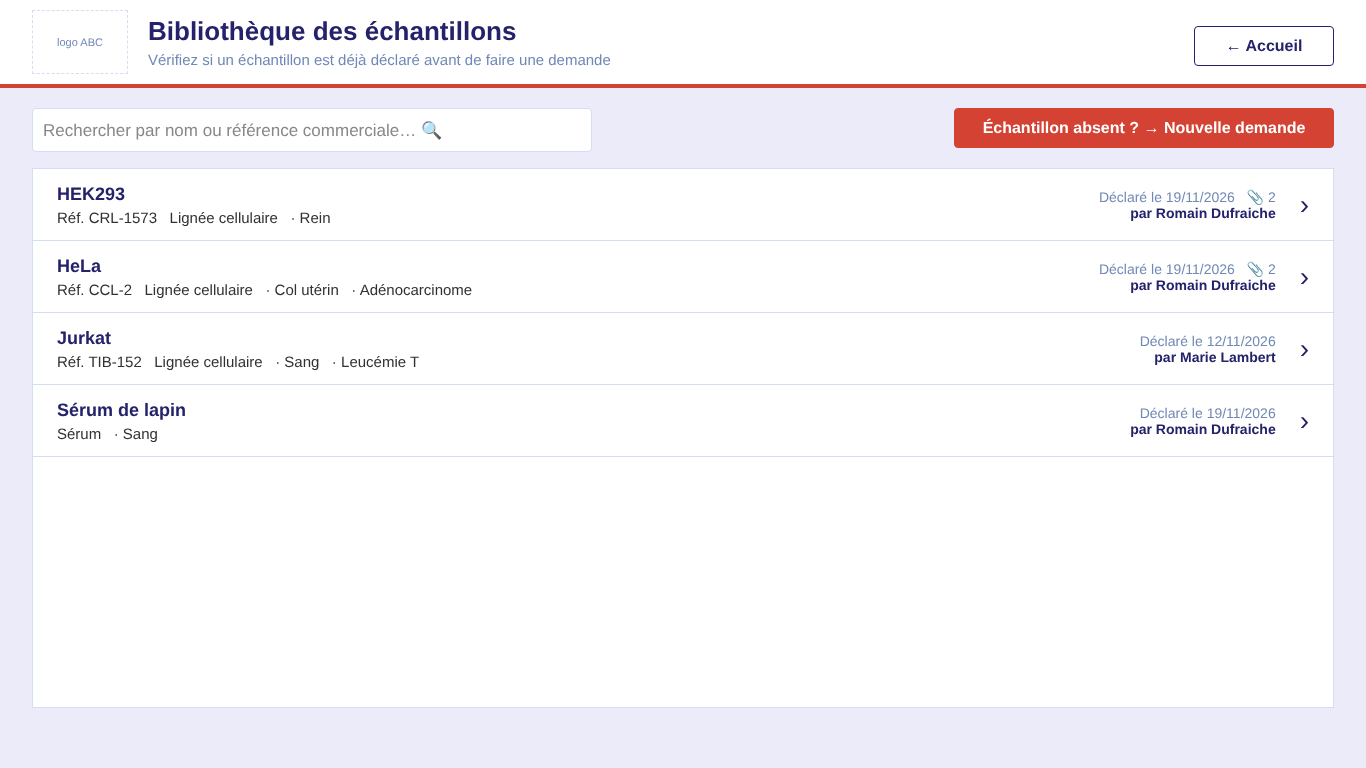 logo ABC
Bibliothèque des échantillons
Vérifiez si un échantillon est déjà déclaré avant de faire une demande
← Accueil
Rechercher par nom ou référence commerciale… 🔍
Échantillon absent ? → Nouvelle demande
HEK293
Réf. CRL-1573 Lignée cellulaire · Rein
Déclaré le 19/11/2026 📎 2
par Romain Dufraiche
›
HeLa
Réf. CCL-2 Lignée cellulaire · Col utérin · Adénocarcinome
Déclaré le 19/11/2026 📎 2
par Romain Dufraiche
›
Jurkat
Réf. TIB-152 Lignée cellulaire · Sang · Leucémie T
Déclaré le 12/11/2026
par Marie Lambert
›
Sérum de lapin
Sérum · Sang
Déclaré le 19/11/2026
par Romain Dufraiche
›